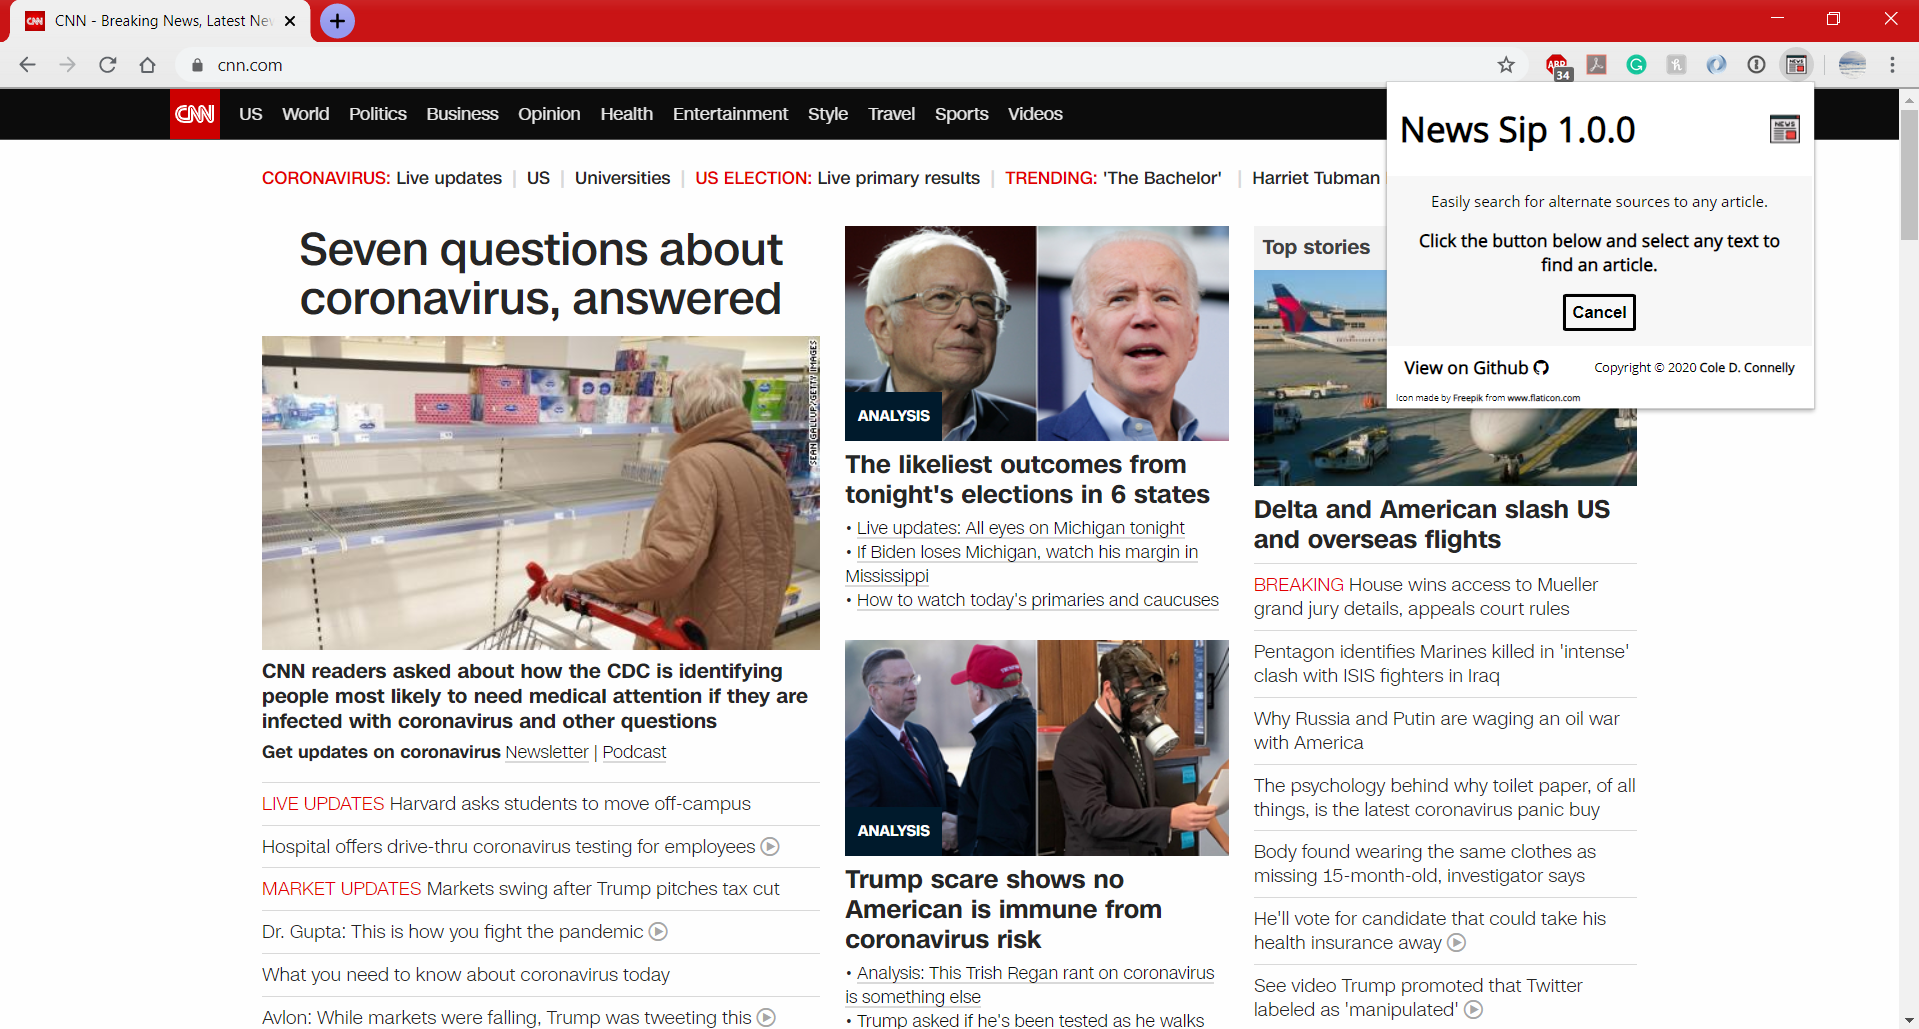 CNN CNN - Breaking News, Latest Nev
cnn.com
ABP
34
CNN US World Politics Business Opinion Health Entertainment Style Travel Sports Videos
CORONAVIRUS: Live updates | US | Universities | US ELECTION: Live primary results | TRENDING: 'The Bachelor' | Harriet Tubman
News Sip 1.0.0
NEWS
Easily search for alternate sources to any article.
Click the button below and select any text to
find an article.
Cancel
View on Github
Copyright © 2020 Cole D. Connelly
Icon made by Freepik from www.flaticon.com
Seven questions about
coronavirus, answered
SEAN GALLUP/GETTY IMAGES
CNN readers asked about how the CDC is identifying
people most likely to need medical attention if they are
infected with coronavirus and other questions
Get updates on coronavirus Newsletter | Podcast
LIVE UPDATES Harvard asks students to move off-campus
Hospital offers drive-thru coronavirus testing for employees
MARKET UPDATES Markets swing after Trump pitches tax cut
Dr. Gupta: This is how you fight the pandemic
What you need to know about coronavirus today
Avlon: While markets were falling, Trump was tweeting this
ANALYSIS
The likeliest outcomes from
tonight's elections in 6 states
• Live updates: All eyes on Michigan tonight
• If Biden loses Michigan, watch his margin in
Mississippi
• How to watch today's primaries and caucuses
ANALYSIS
Trump scare shows no
American is immune from
coronavirus risk
• Analysis: This Trish Regan rant on coronavirus
is something else
• Trump asked if he's been tested as he walks
Top stories
Delta and American slash US
and overseas flights
BREAKING House wins access to Mueller
grand jury details, appeals court rules
Pentagon identifies Marines killed in 'intense'
clash with ISIS fighters in Iraq
Why Russia and Putin are waging an oil war
with America
The psychology behind why toilet paper, of all
things, is the latest coronavirus panic buy
Body found wearing the same clothes as
missing 15-month-old, investigator says
He'll vote for candidate that could take his
health insurance away
See video Trump promoted that Twitter
labeled as 'manipulated'